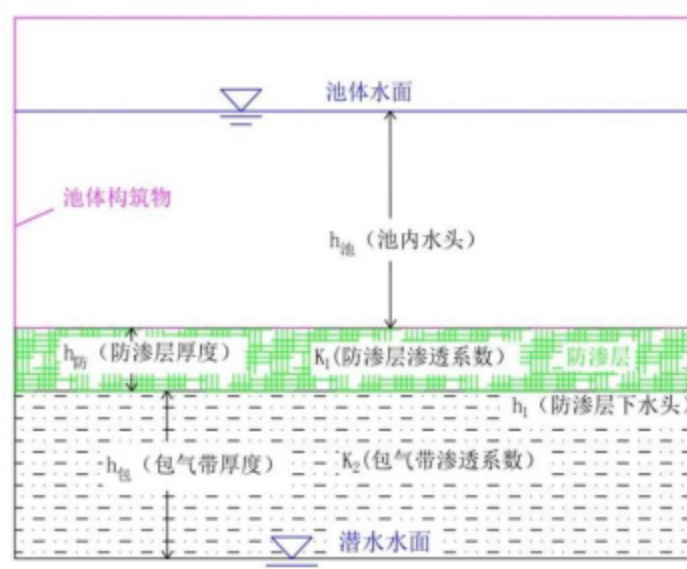 池体水面
池体构筑物
h池（池内水头）
h防（防渗层厚度） K1(防渗层渗透系数） 防渗层
h1（防渗层下水头）
h包（包气带厚度） K2(包气带渗透系数）
潜水水面